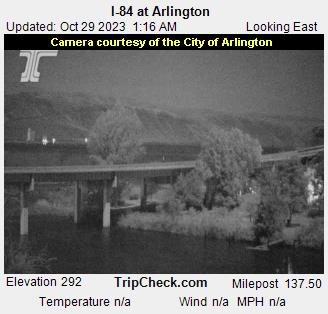 I-84 at Arlington
Updated: Oct 29 2023 1:16 AM Looking East
Camera courtesy of the City of Arlington
Elevation 292 TripCheck.com Milepost 137.50
Temperature n/a Wind n/a MPH n/a